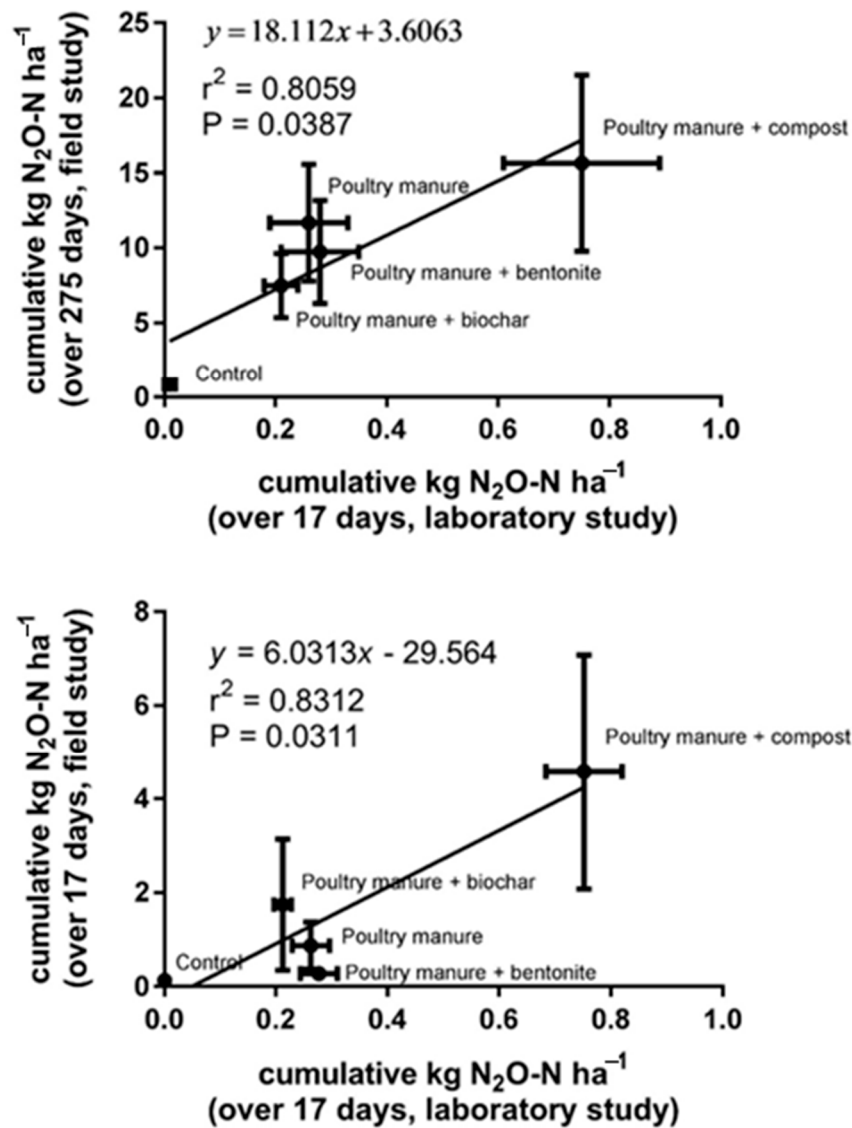 cumulative kg N₂O-N ha⁻¹
(over 275 days, field study)
25
20
15
10
5
0
y = 18.112x + 3.6063
r² = 0.8059
P = 0.0387
Poultry manure + compost
Poultry manure
Poultry manure + bentonite
Poultry manure + biochar
Control
0.0 0.2 0.4 0.6 0.8 1.0
cumulative kg N₂O-N ha⁻¹
(over 17 days, laboratory study)
cumulative kg N₂O-N ha⁻¹
(over 17 days, field study)
8
6
4
2
0
y = 6.0313x - 29.564
r² = 0.8312
P = 0.0311
Poultry manure + compost
Poultry manure + biochar
Poultry manure
Control
Poultry manure + bentonite
0.0 0.2 0.4 0.6 0.8 1.0
cumulative kg N₂O-N ha⁻¹
(over 17 days, laboratory study)